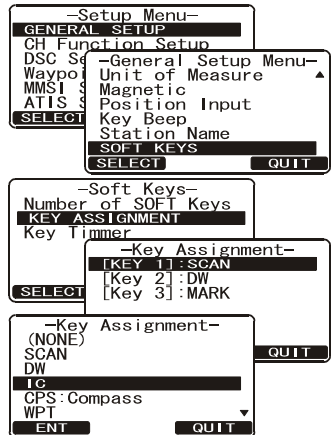 —Setup Menu—
GENERAL SETUP
CH Function Setup
DSC Se
Waypoi
MMSI S
ATIS S
SELECT
—General Setup Menu—
Unit of Measure ▲
Magnetic
Position Input
Key Beep
Station Name
SOFT KEYS
SELECT QUIT
—Soft Keys—
Number of SOFT Keys
KEY ASSIGNMENT
Key Timmer
SELECT
—Key Assignment—
[KEY 1]:SCAN
[Key 2]:DW
[Key 3]:MARK
QUIT
—Key Assignment—
(NONE)
SCAN
DW
IC
CPS:Compass
WPT ▼
ENT QUIT